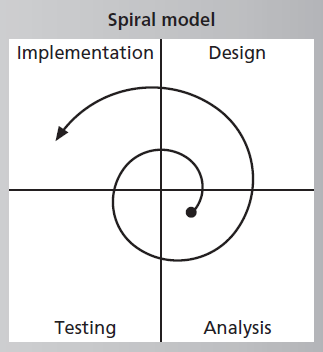 Spiral model
Implementation
Design
Testing
Analysis